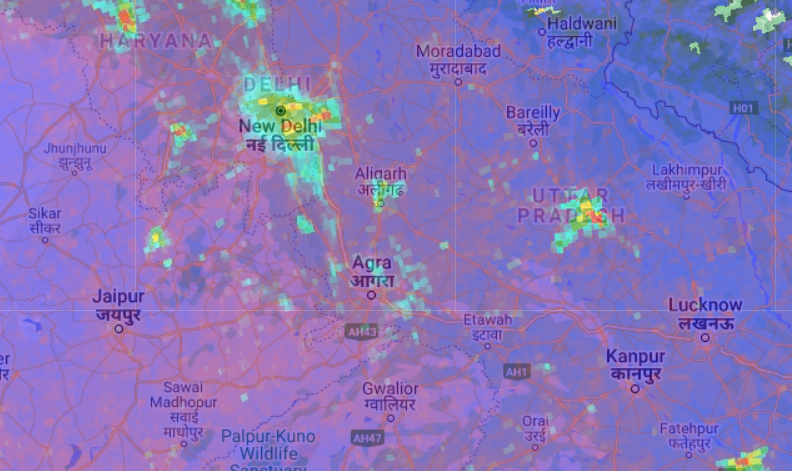 Haldwani
हल्द्वानी
HARYANA
Moradabad
मुरादाबाद
DELHI
H01
Bareilly
बरेली
New Delhi
नई दिल्ली
Jhunjhunu
झुन्झुनू
Aligarh
अलीगढ़
Lakhimpur
लखीमपुर-खीरी
UTTAR
PRADESH
Sikar
सीकर
Agra
आगरा
Jaipur
जयपुर
Lucknow
लखनऊ
Etawah
इटावा
AH43
Kanpur
कानपुर
AH1
Sawai
Madhopur
सवाई
माधोपुर
Gwalior
ग्वालियर
Orai
उरई
Fatehpur
फतेहपुर
Palpur-Kuno
Wildlife
Sanctuary
AH47